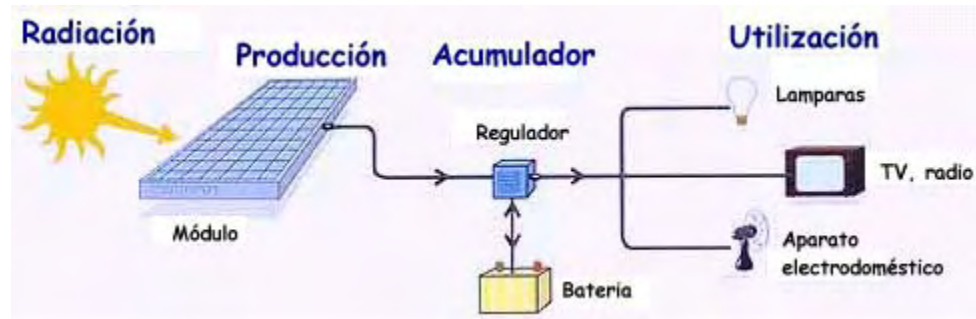 Radiación
Producción
Acumulador
Utilización
Lamparas
Regulador
TV, radio
Módulo
Aparato
electrodoméstico
Bateria